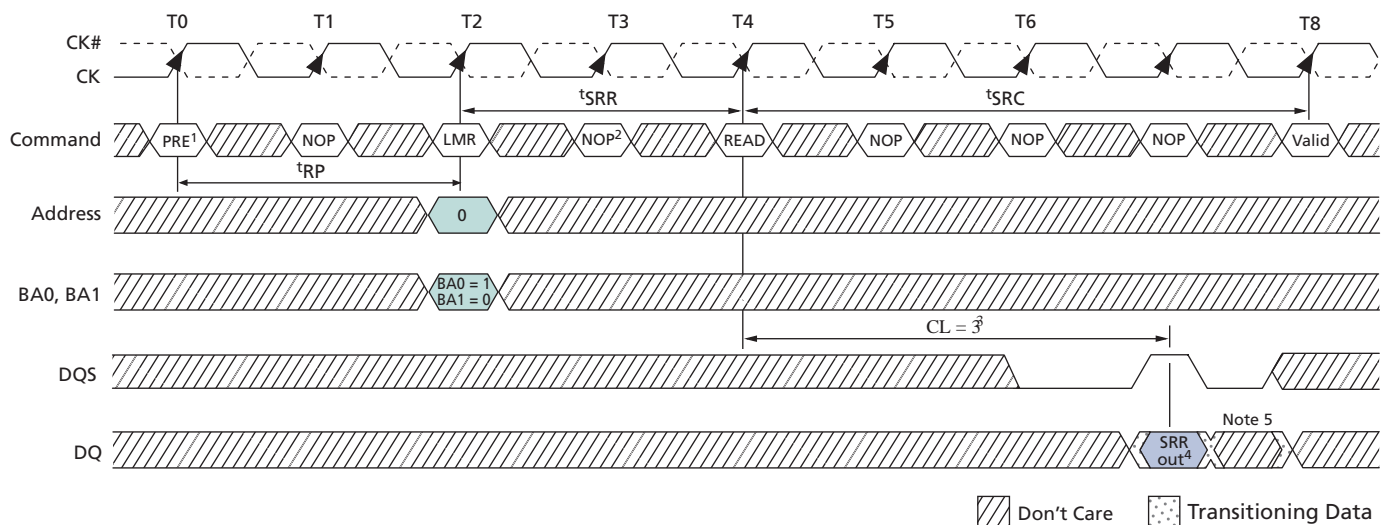 T0 T1 T2 T3 T4 T5 T6 T8
CK#
CK
tSRR tSRC
Command PRE1 NOP LMR NOP2 READ NOP NOP NOP Valid
tRP
Address 0
BA0, BA1 BA0 = 1
BA1 = 0
CL = 33
DQS
Note 5
DQ SRR
out4
Don't Care Transitioning Data